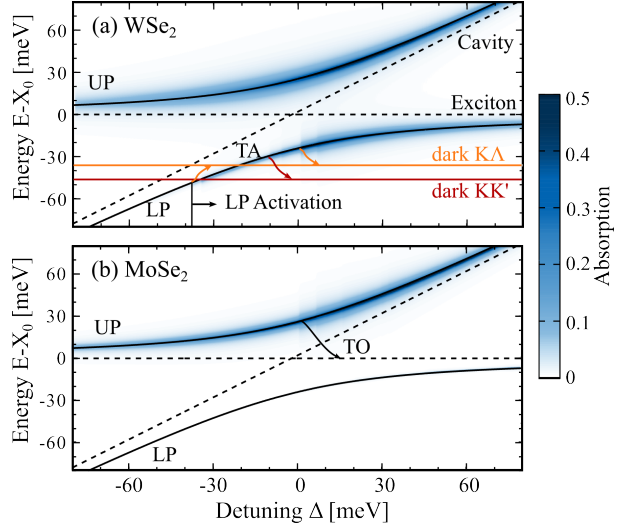 (a) WSe₂
Cavity
UP
Exciton
TA
dark KΛ
dark KK'
LP
LP Activation
Energy E-X₀ [meV]
60
30
0
-30
-60
(b) MoSe₂
UP
TO
LP
Energy E-X₀ [meV]
60
30
0
-30
-60
-60
-30
0
30
60
Detuning Δ [meV]
0.5
0.4
0.3
0.2
0.1
0
Absorption